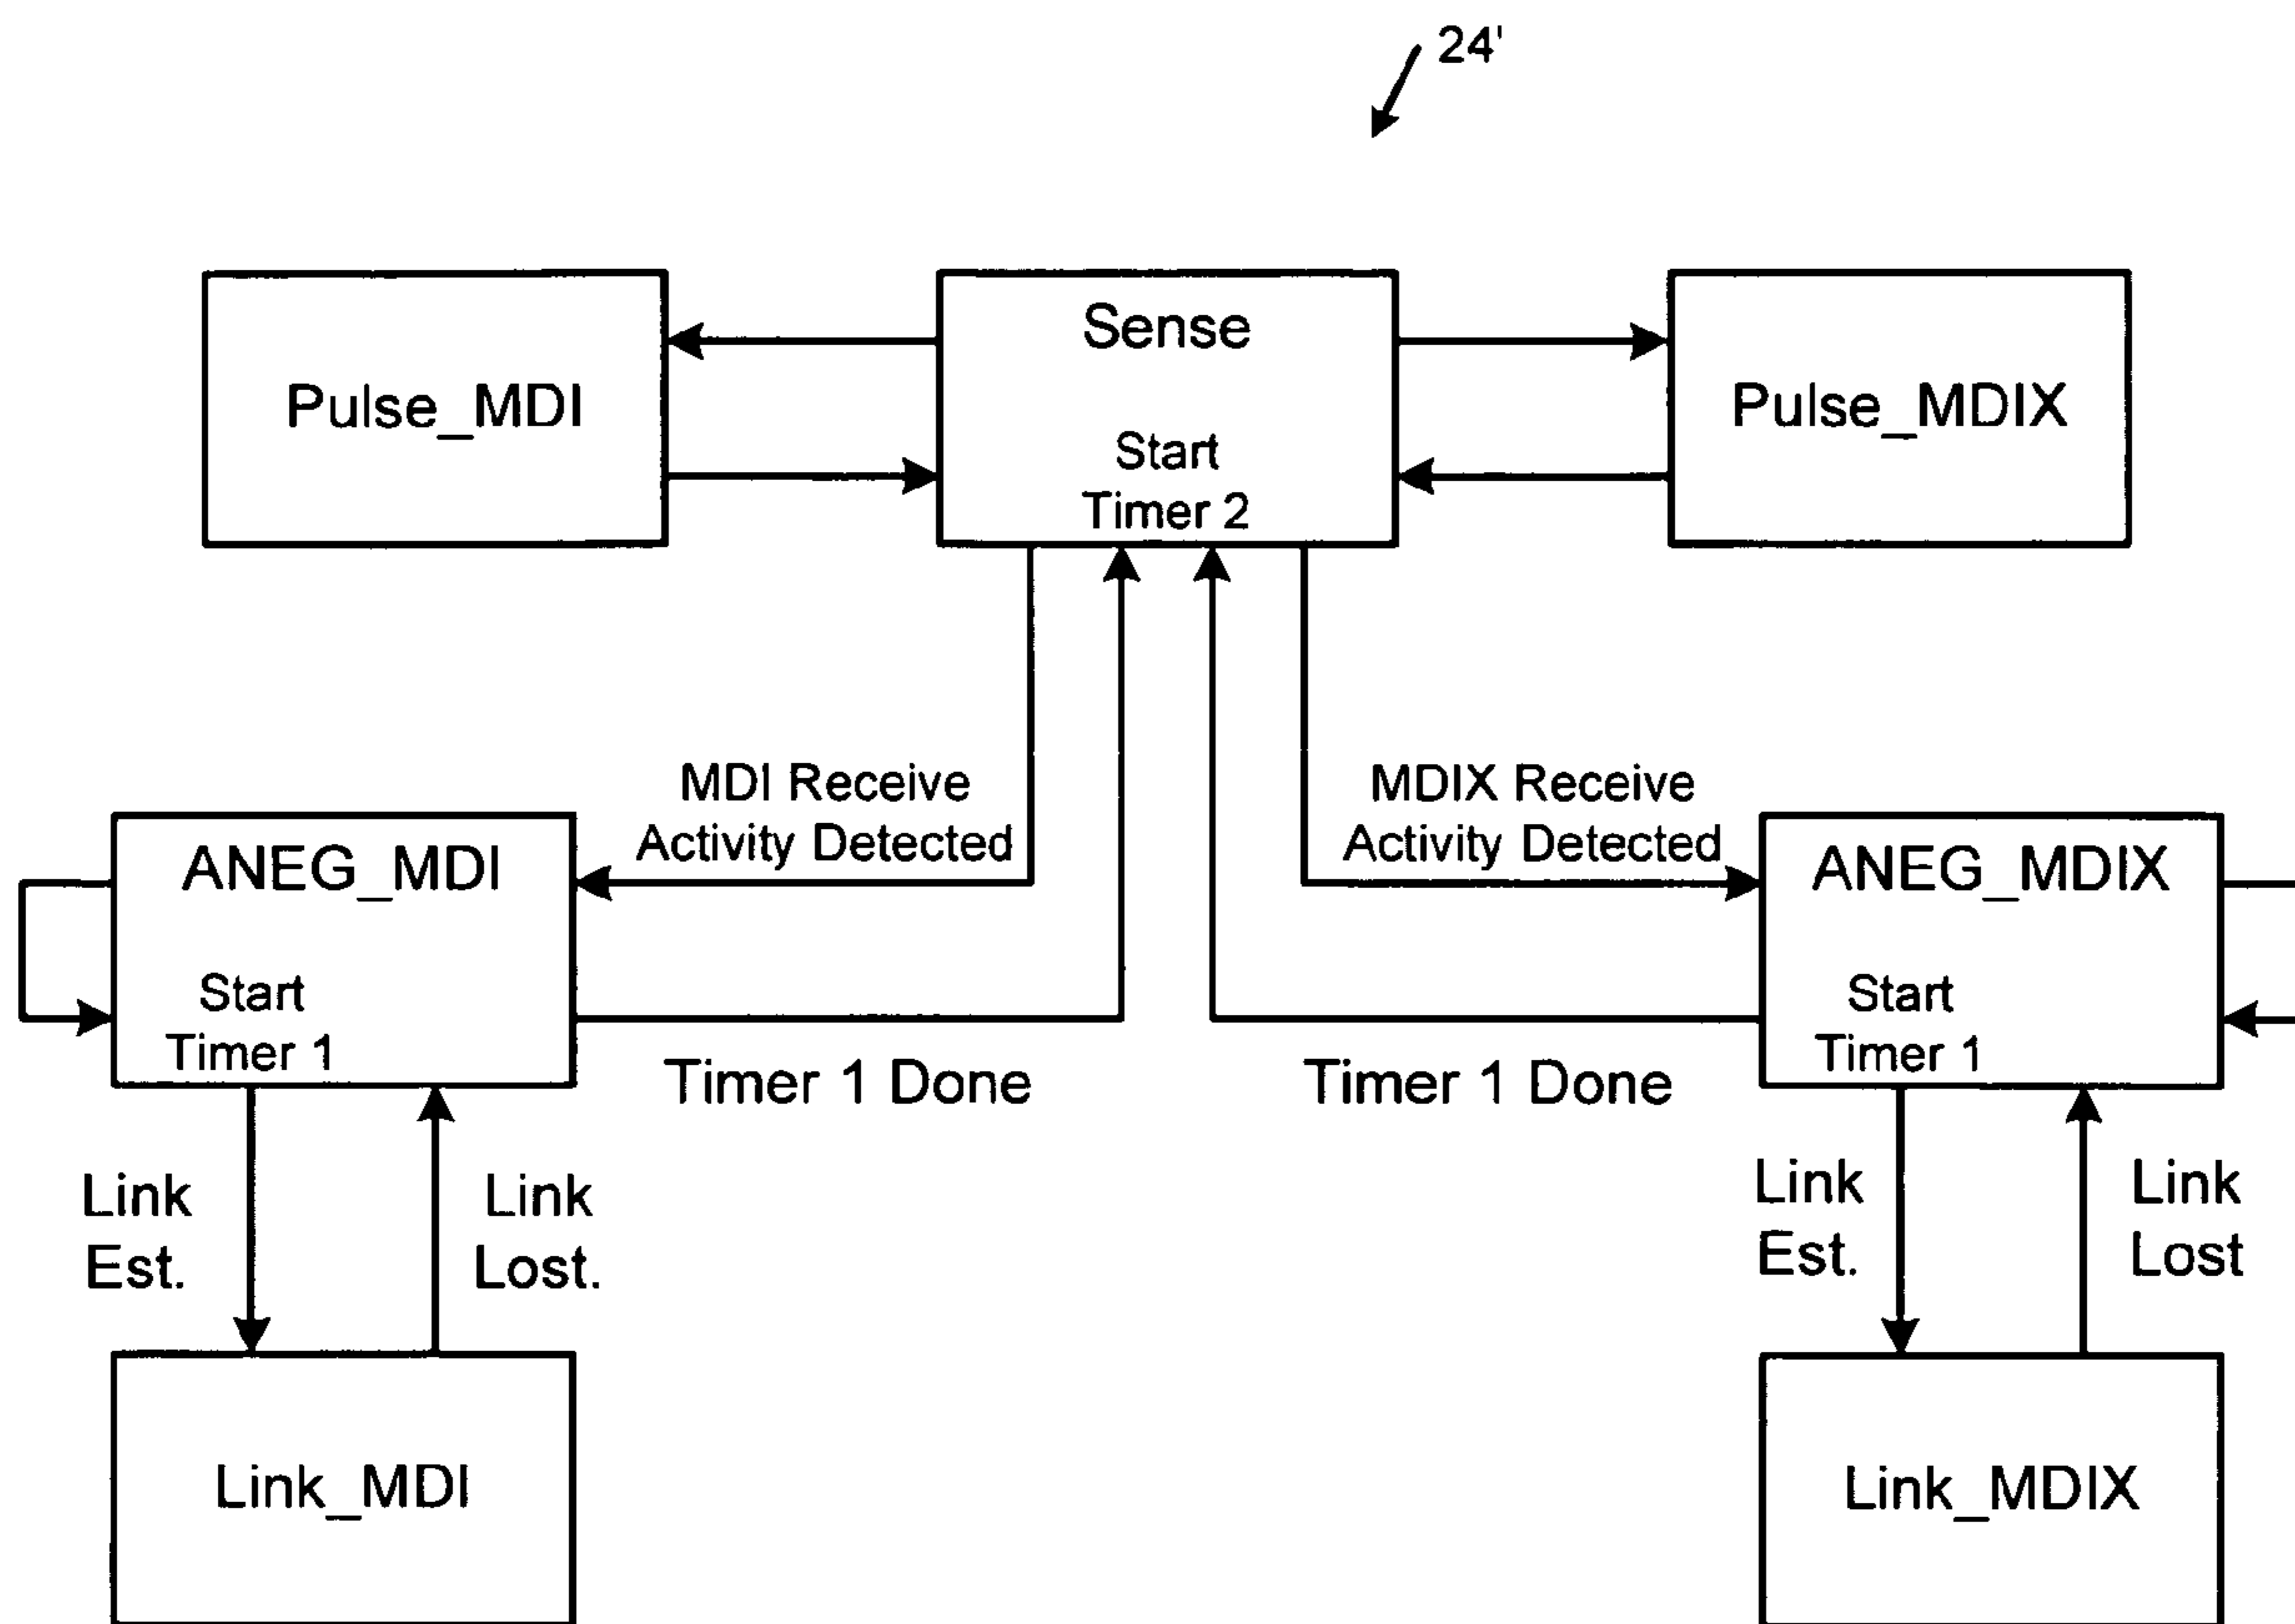 24'
Pulse_MDI
Sense
Start
Timer 2
Pulse_MDIX
MDI Receive
Activity Detected
MDIX Receive
Activity Detected
ANEG_MDI
Start
Timer 1
ANEG_MDIX
Start
Timer 1
Timer 1 Done
Timer 1 Done
Link
Est.
Link
Lost.
Link
Est.
Link
Lost
Link_MDI
Link_MDIX